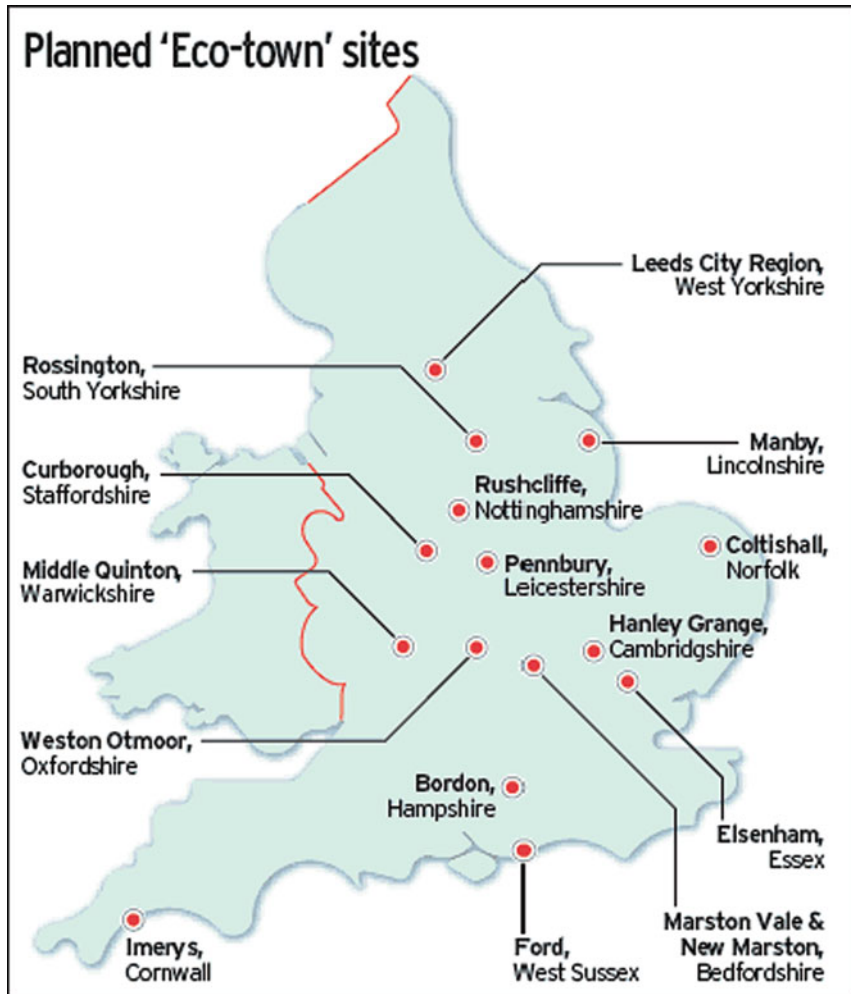 Planned ‘Eco-town’ sites
Leeds City Region,
West Yorkshire
Rossington,
South Yorkshire
Manby,
Lincolnshire
Curborough,
Staffordshire
Rushcliffe,
Nottinghamshire
Coltishall,
Norfolk
Pennbury,
Leicestershire
Middle Quinton,
Warwickshire
Hanley Grange,
Cambridgshire
Weston Otmoor,
Oxfordshire
Bordon,
Hampshire
Elsenham,
Essex
Imerys,
Cornwall
Ford,
West Sussex
Marston Vale &
New Marston,
Bedfordshire